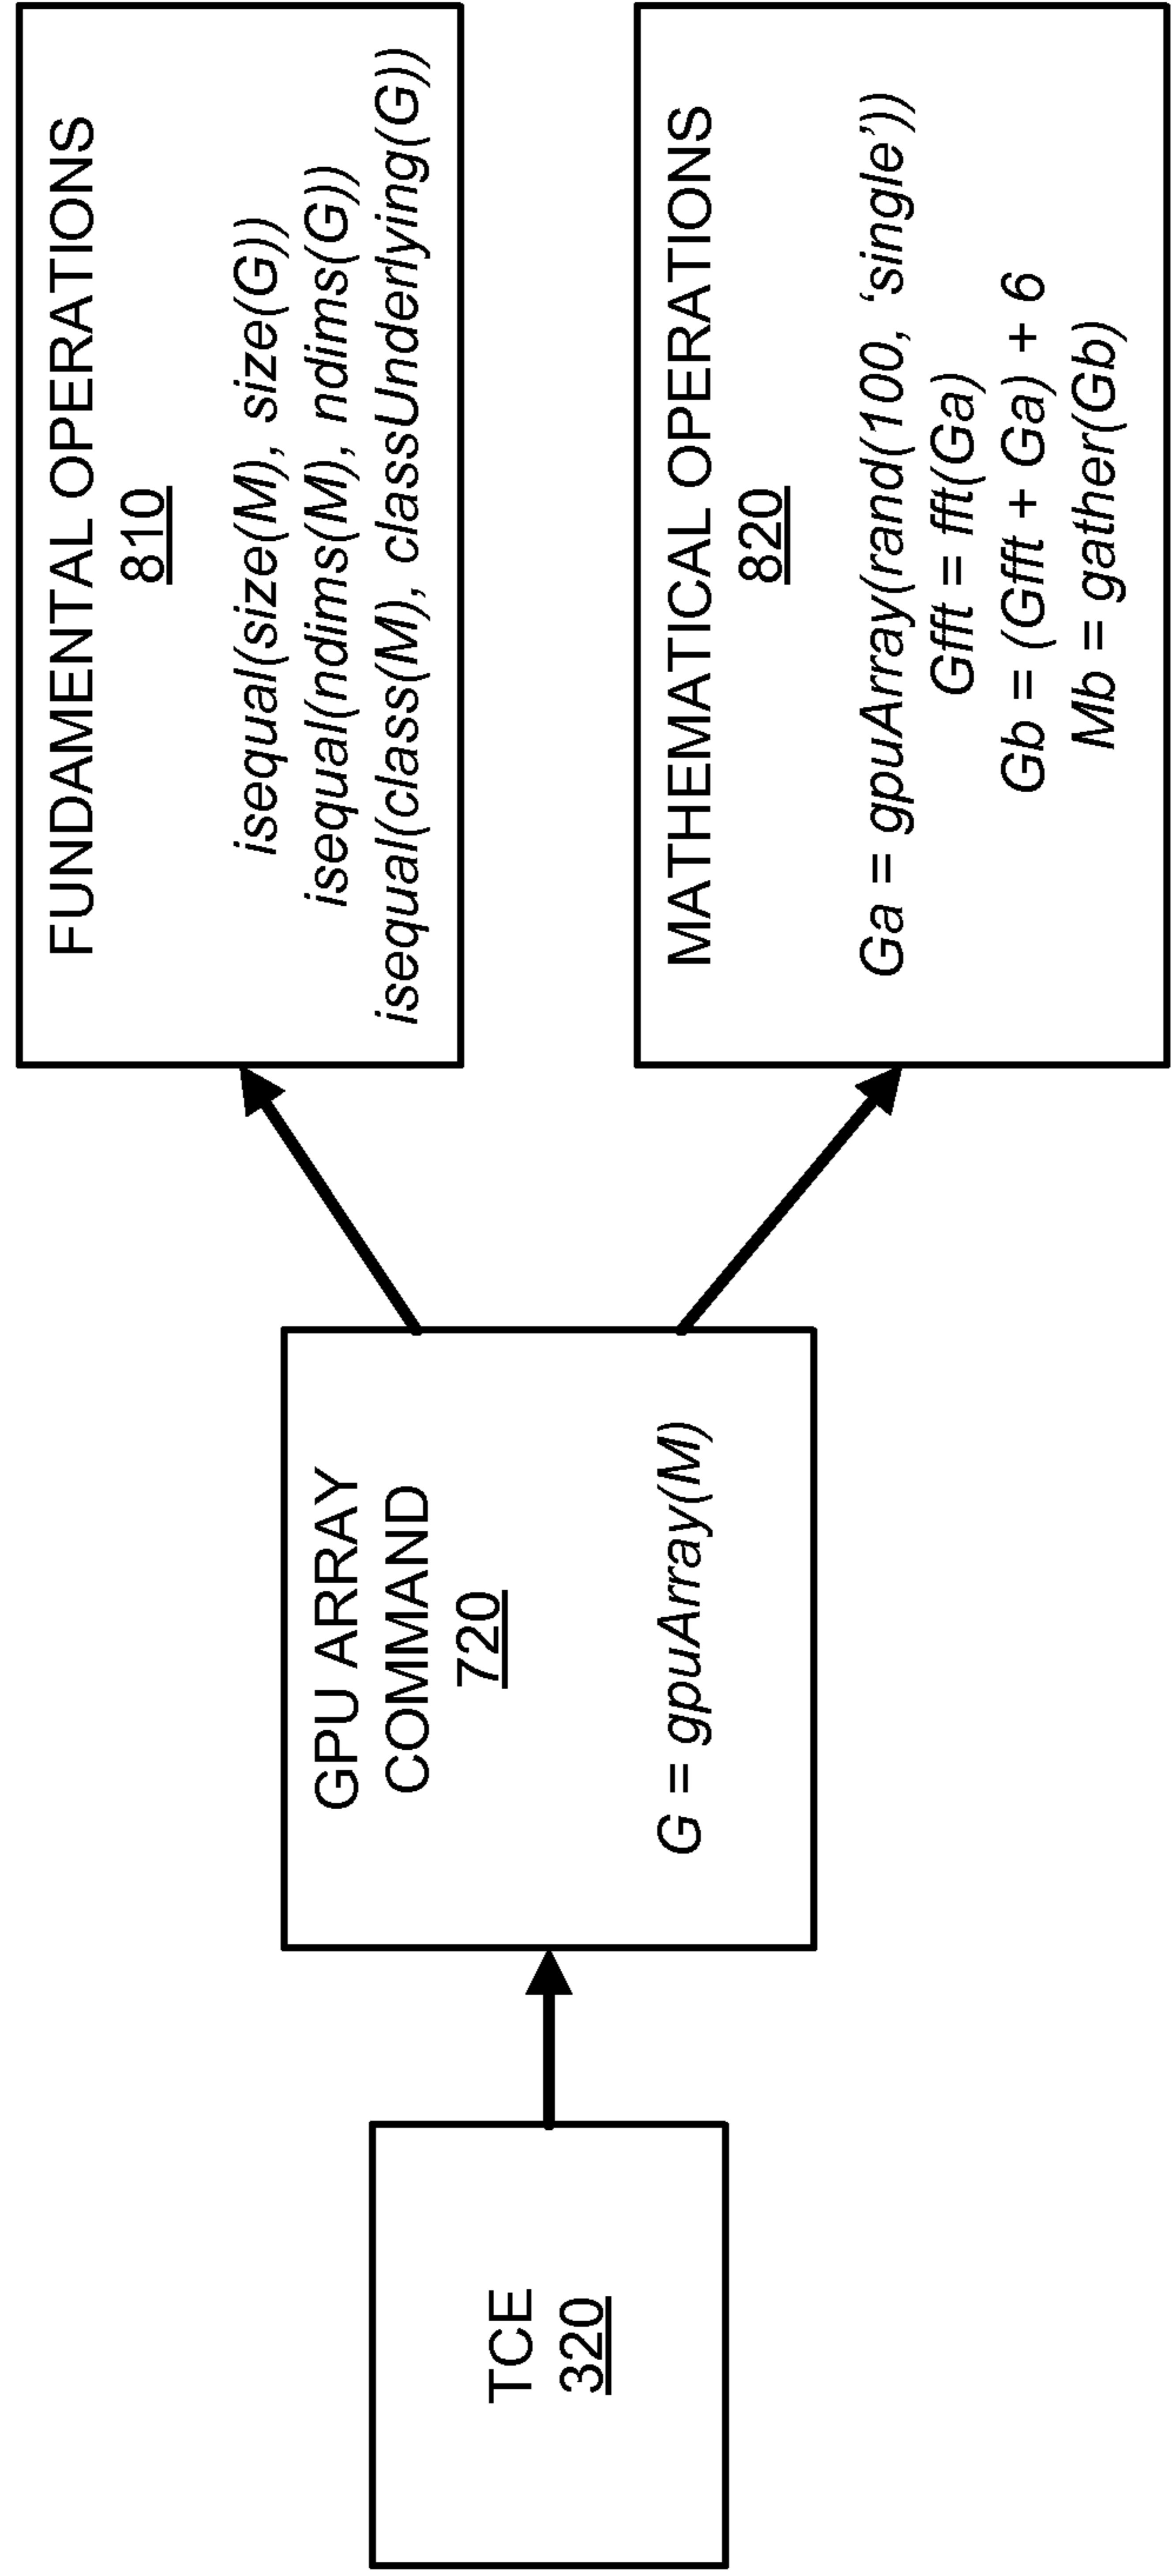 TCE
320
GPU ARRAY
COMMAND
720
G = gpuArray(M)
FUNDAMENTAL OPERATIONS
810
isequal(size(M), size(G))
isequal(ndims(M), ndims(G))
isequal(class(M), classUnderlying(G))
MATHEMATICAL OPERATIONS
820
Ga = gpuArray(rand(100, ‘single’))
Gfft = fft(Ga)
Gb = (Gfft + Ga) + 6
Mb = gather(Gb)